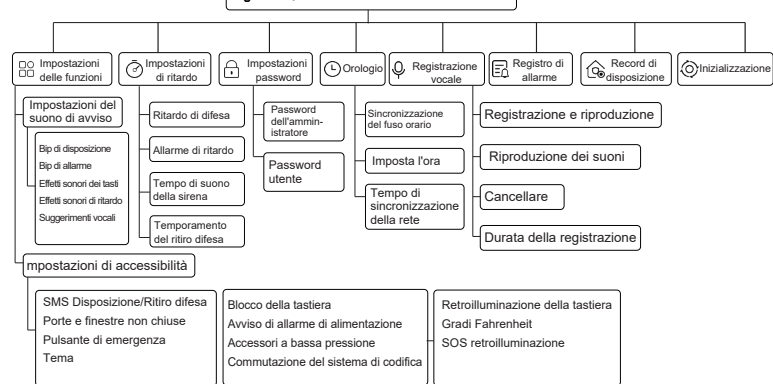 Impostazioni
delle funzioni
Impostazioni
di ritardo
Impostazioni
password
Orologio
Registrazione
vocale
Registro di
allarme
Record di
disposizione
Inizializzazione
Impostazioni del
suono di avviso
Bip di disposizione
Bip di allarme
Effetti sonori dei tasti
Effetti sonori di ritardo
Suggerimenti vocali
Ritardo di difesa
Allarme di ritardo
Tempo di suono
della sirena
Temporamento
del ritiro difesa
Password
dell'ammin-
istratore
Password
utente
Sincronizzazione
del fuso orario
Imposta l'ora
Tempo di
sincronizzazione
della rete
Registrazione e riproduzione
Riproduzione dei suoni
Cancellare
Durata della registrazione
mpostazioni di accessibilità
SMS Disposizione/Ritiro difesa
Porte e finestre non chiuse
Pulsante di emergenza
Tema
Blocco della tastiera
Avviso di allarme di alimentazione
Accessori a bassa pressione
Commutazione del sistema di codifica
Retroilluminazione della tastiera
Gradi Fahrenheit
SOS retroilluminazione